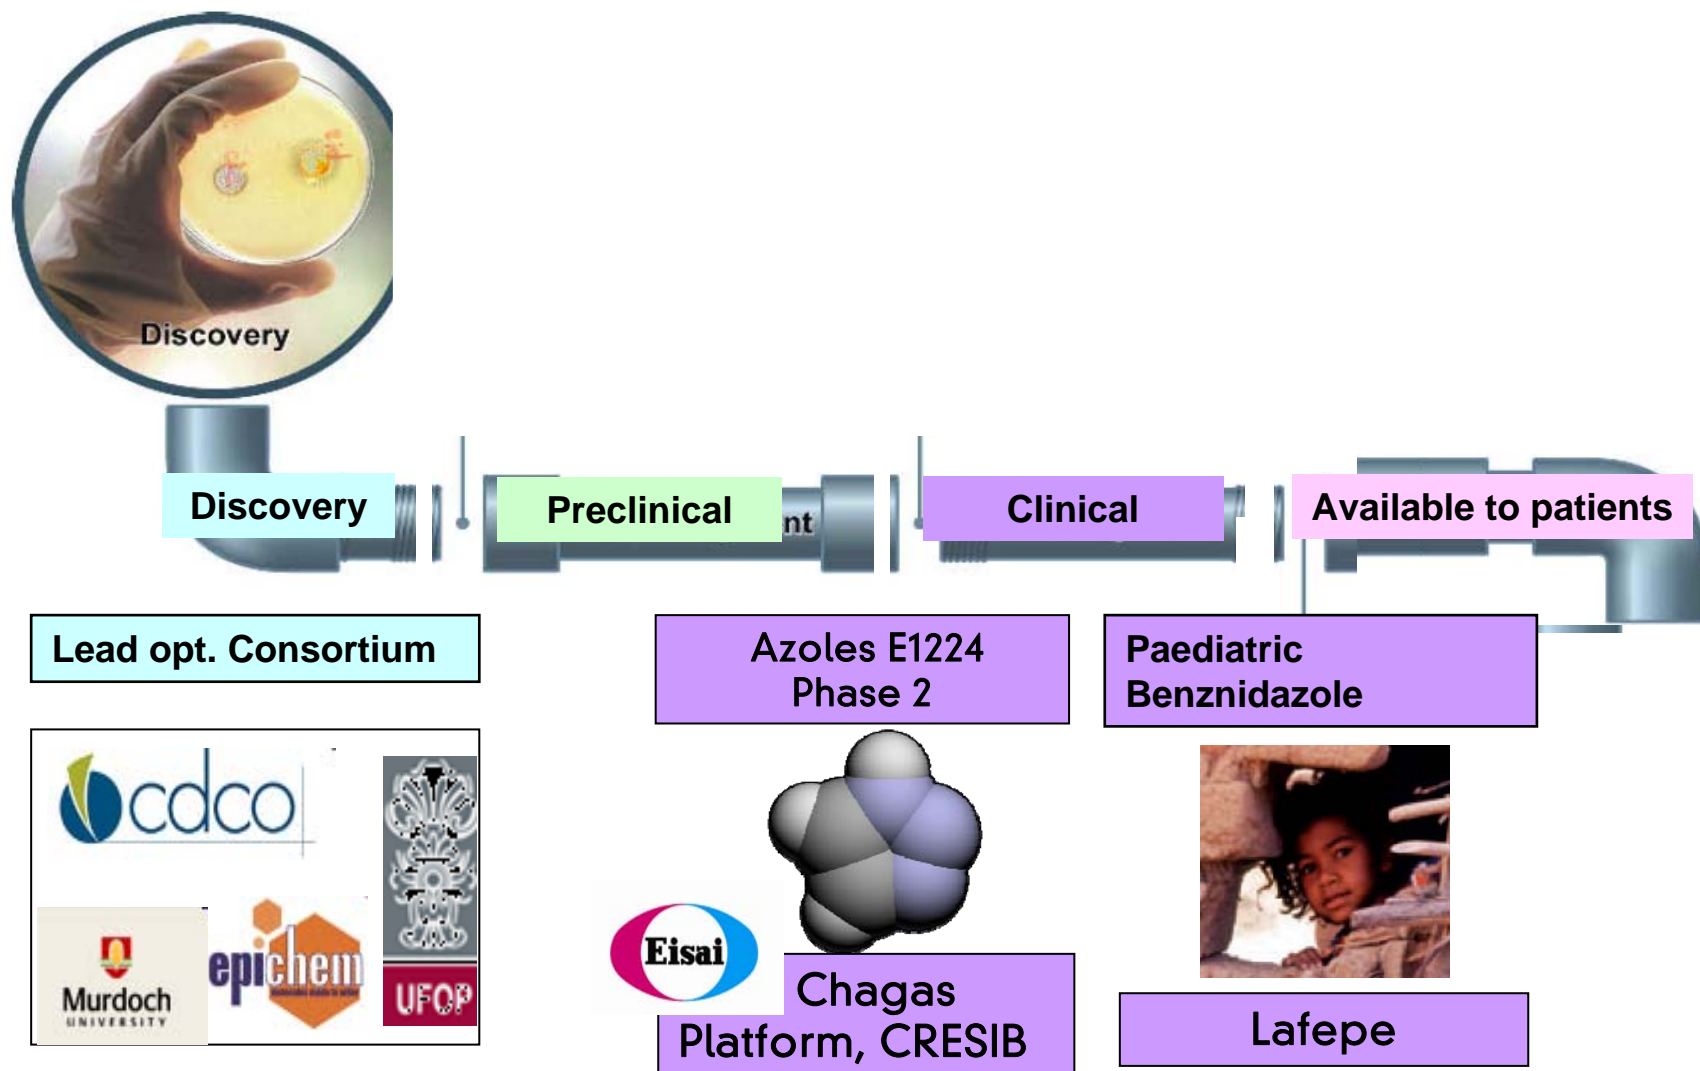 Discovery
Discovery
Preclinical
nt
Clinical
Available to patients
Lead opt. Consortium
Azoles E1224
Phase 2
Paediatric
Benznidazole
cdco
Murdoch
UNIVERSITY
epichem
UFOP
Eisai
Chagas
Platform, CRESIB
Lafepe